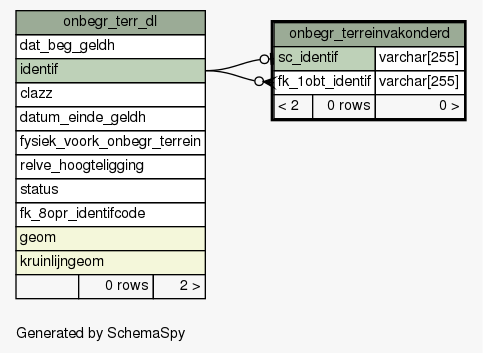 onbegr_terr_dl
dat_beg_geldh
identif
clazz
datum_einde_geldh
fysiek_voork_onbegr_terrein
relve_hoogteligging
status
fk_8opr_identifcode
geom
kruinlijngeom
0 rows 2 >
onbegr_terreinvakonderd
sc_identif varchar[255]
fk_1obt_identif varchar[255]
< 2 0 rows 0 >
Generated by SchemaSpy